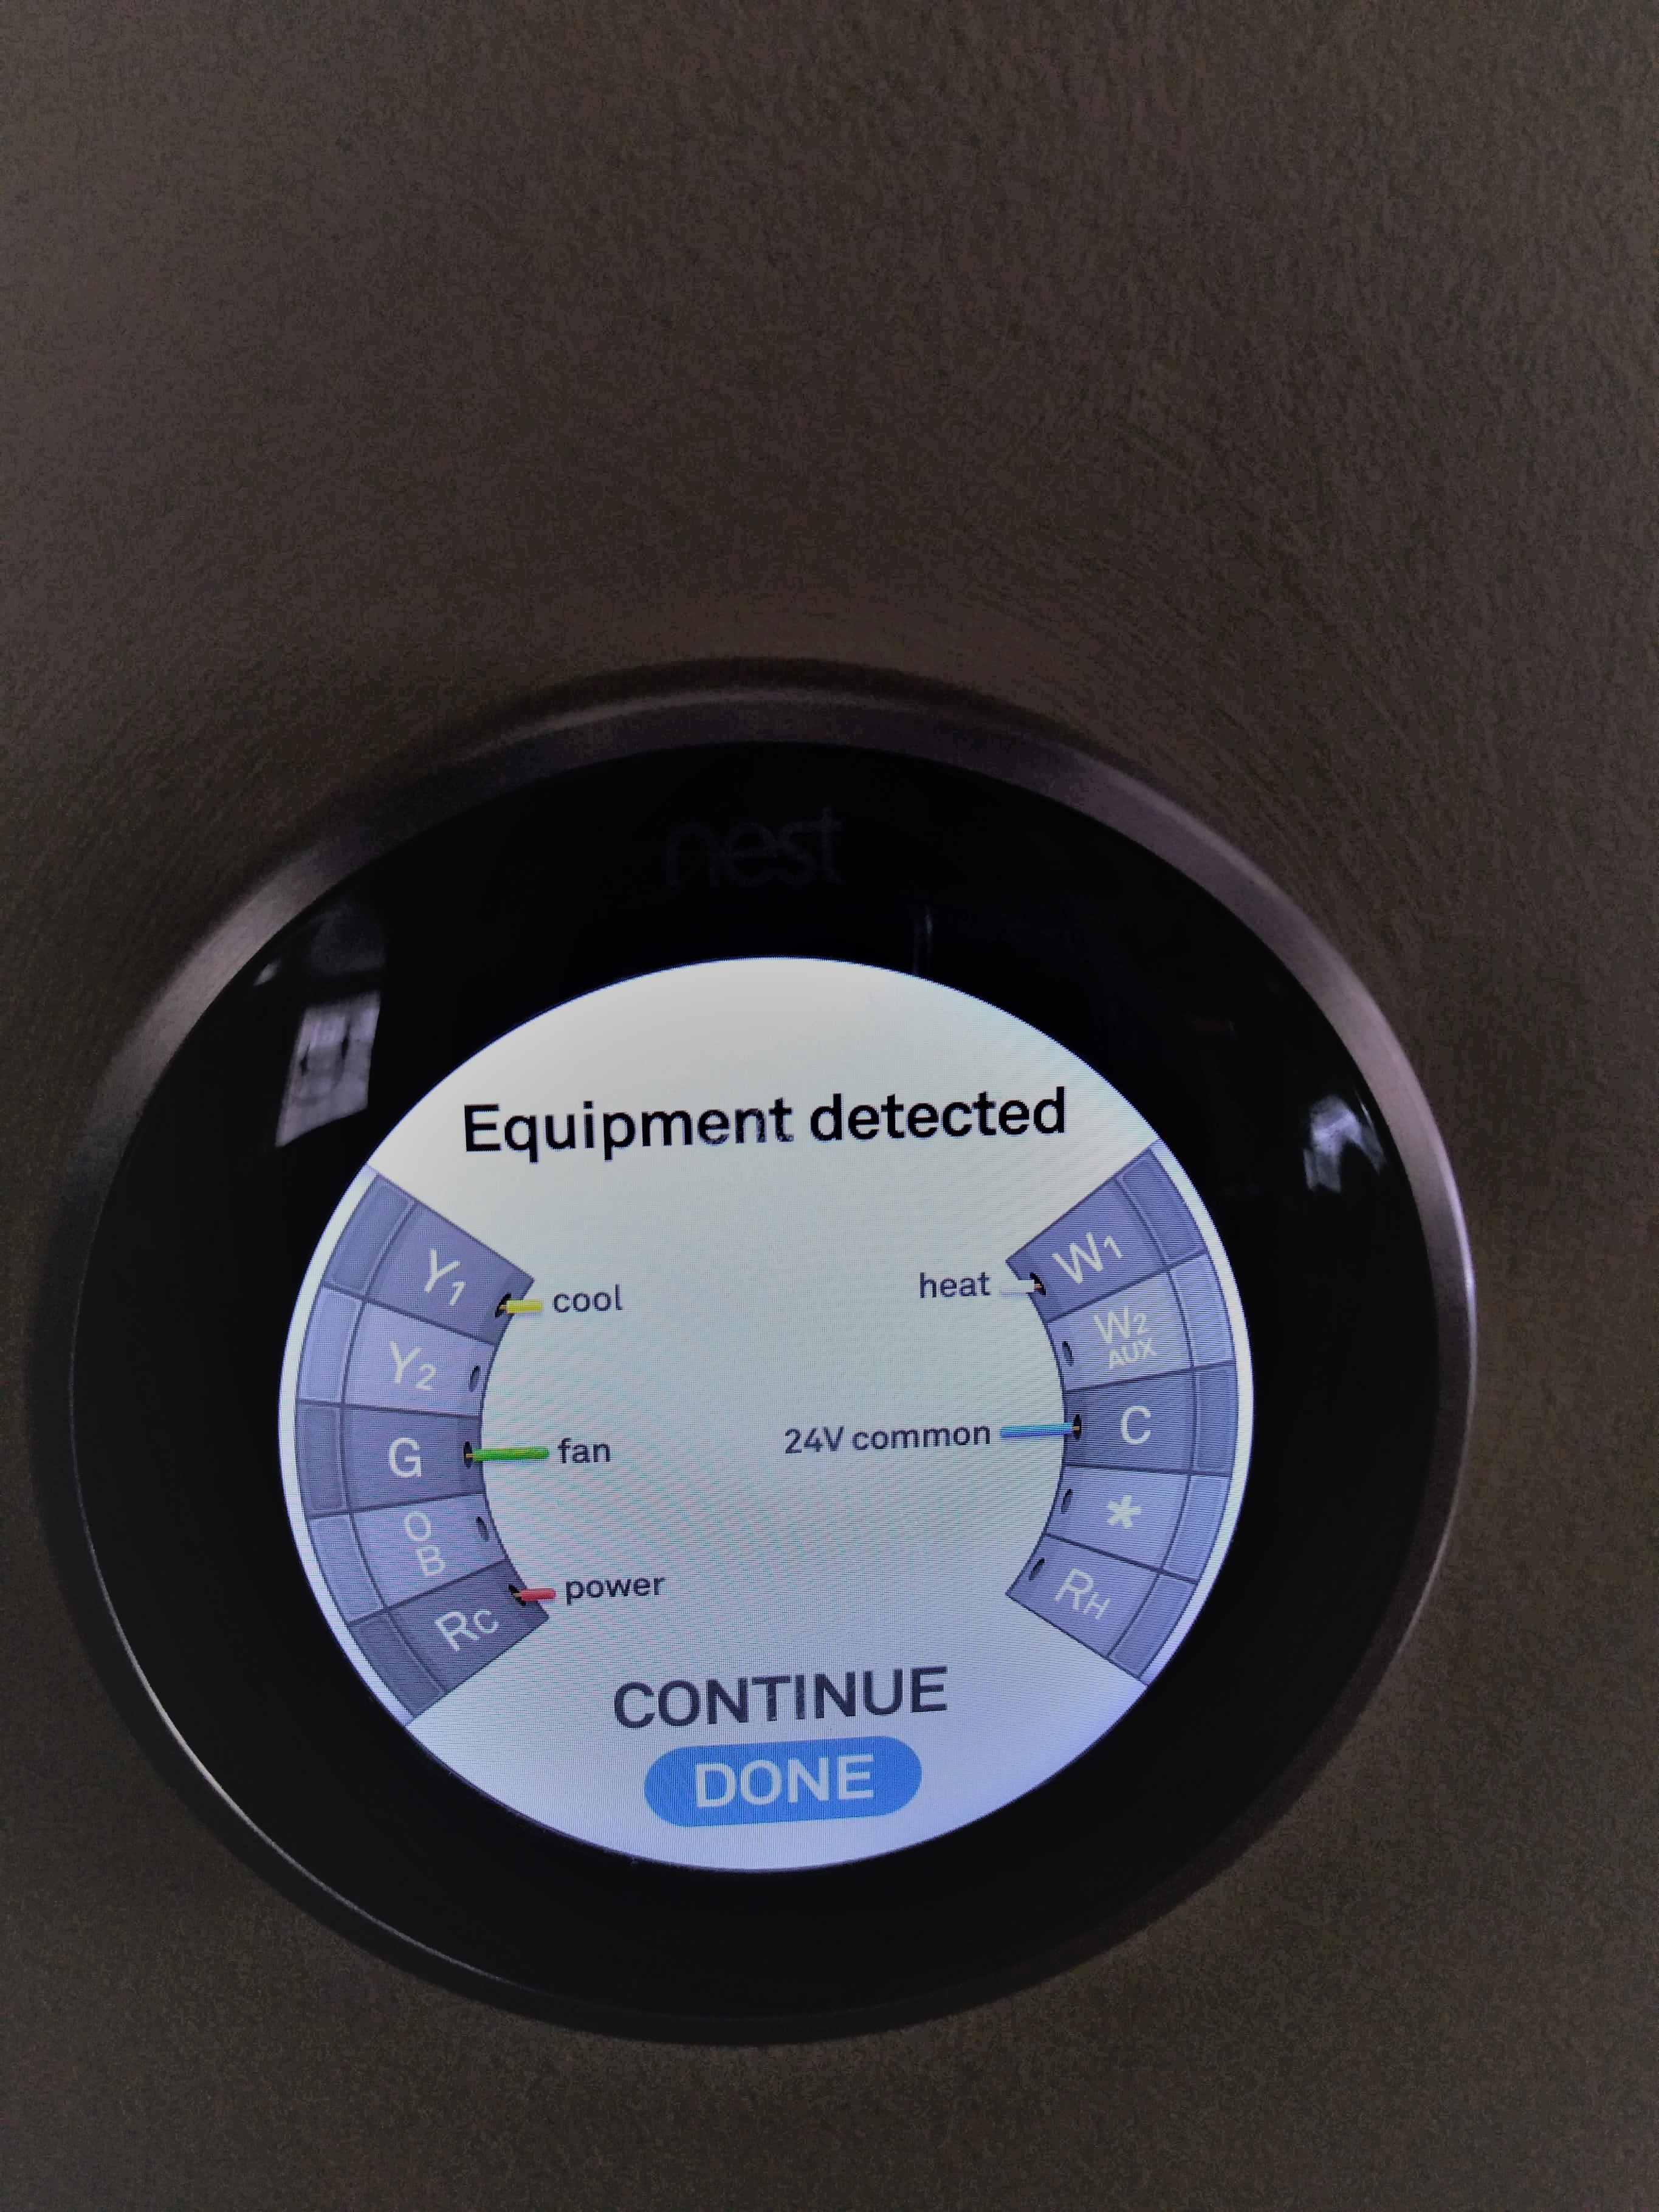 nest
Equipment detected
Y1 cool heat W1
Y2 W2 AUX
G fan 24V common C
O B *
Rc power RH
CONTINUE
DONE